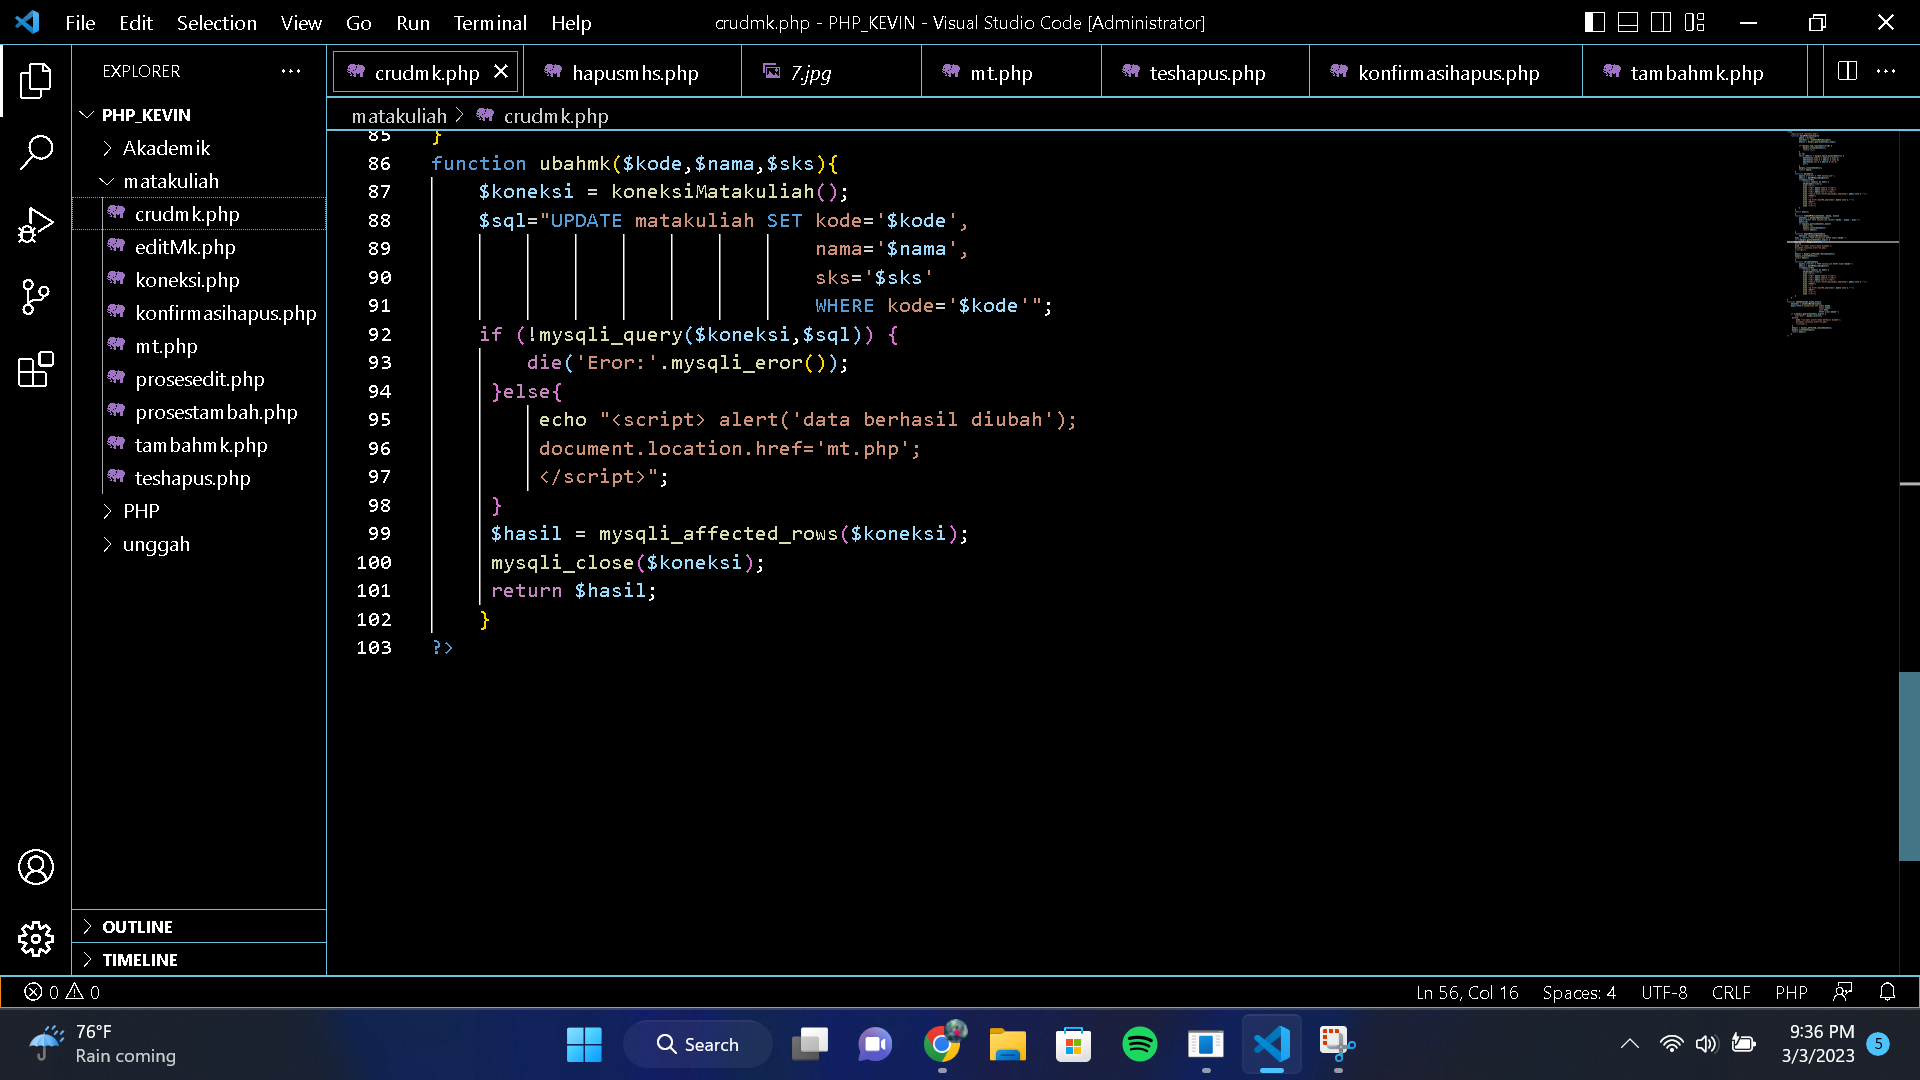 File Edit Selection View Go Run Terminal Help
crudmk.php - PHP_KEVIN - Visual Studio Code [Administrator]
EXPLORER
PHP_KEVIN
Akademik
matakuliah
crudmk.php
editMk.php
koneksi.php
konfirmasihapus.php
mt.php
prosesedit.php
prosestambah.php
tambahmk.php
teshapus.php
PHP
unggah
OUTLINE
TIMELINE
crudmk.php hapusmhs.php 7.jpg mt.php teshapus.php konfirmasihapus.php tambahmk.php
matakuliah > crudmk.php
85 }
86 function ubahmk($kode,$nama,$sks){
87 $koneksi = koneksiMatakuliah();
88 $sql="UPDATE matakuliah SET kode='$kode',
89 nama='$nama',
90 sks='$sks'
91 WHERE kode='$kode'";
92 if (!mysqli_query($koneksi,$sql)) {
93 die('Eror:'.mysqli_eror());
94 }else{
95 echo "<script> alert('data berhasil diubah');
96 document.location.href='mt.php';
97 </script>";
98 }
99 $hasil = mysqli_affected_rows($koneksi);
100 mysqli_close($koneksi);
101 return $hasil;
102 }
103 ?>
0 0
Ln 56, Col 16 Spaces: 4 UTF-8 CRLF PHP
76°F
Rain coming
Search
9:36 PM
3/3/2023
5